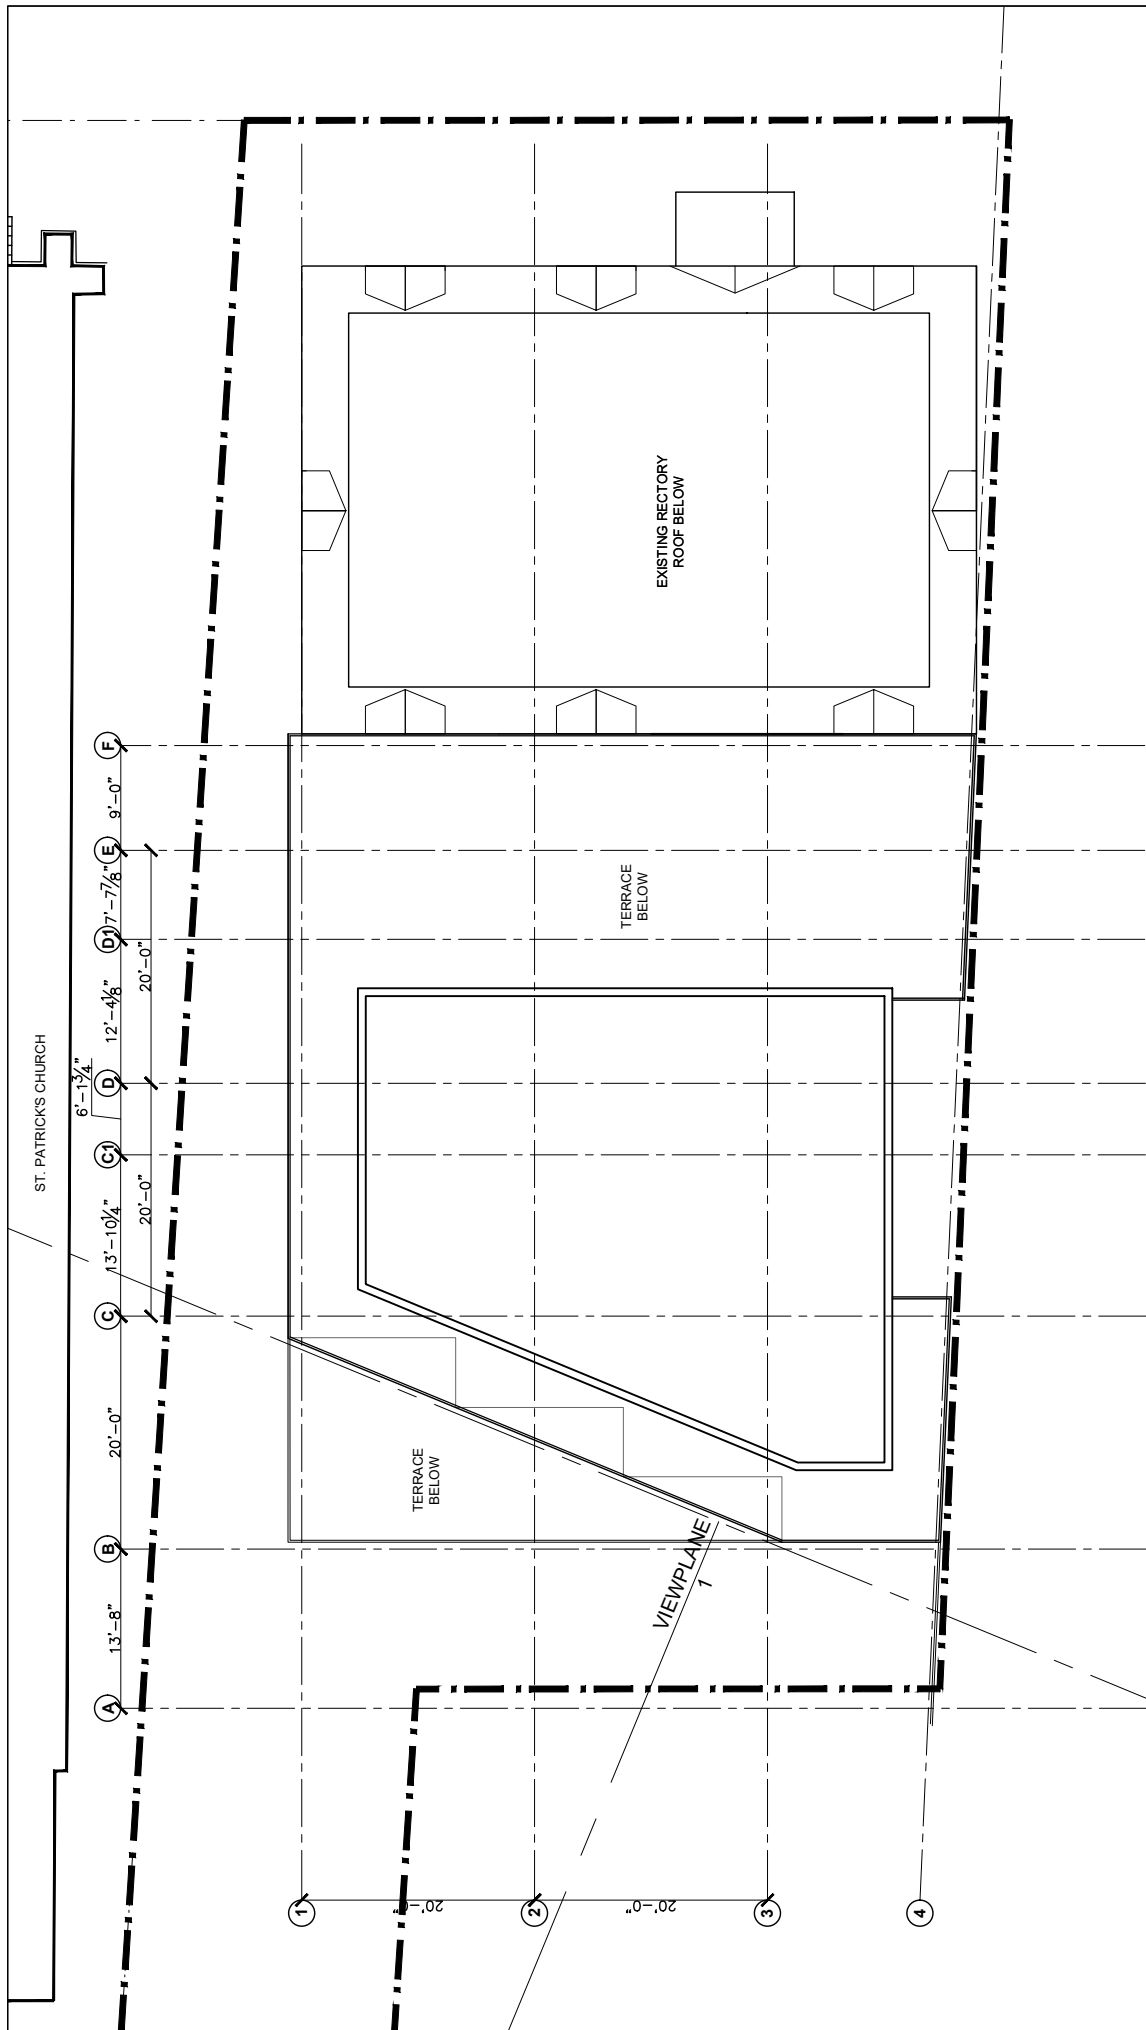 ST. PATRICK'S CHURCH
F
9'-0"
E
7'-7⅞"
D1
20'-0"
12'-4⅛"
D
6'-1¾"
C1
20'-0"
13'-10¼"
C
20'-0"
B
13'-8"
A
EXISTING RECTORY
ROOF BELOW
TERRACE
BELOW
TERRACE
BELOW
VIEWPLANE
1
1
20'-0"
2
20'-0"
3
4